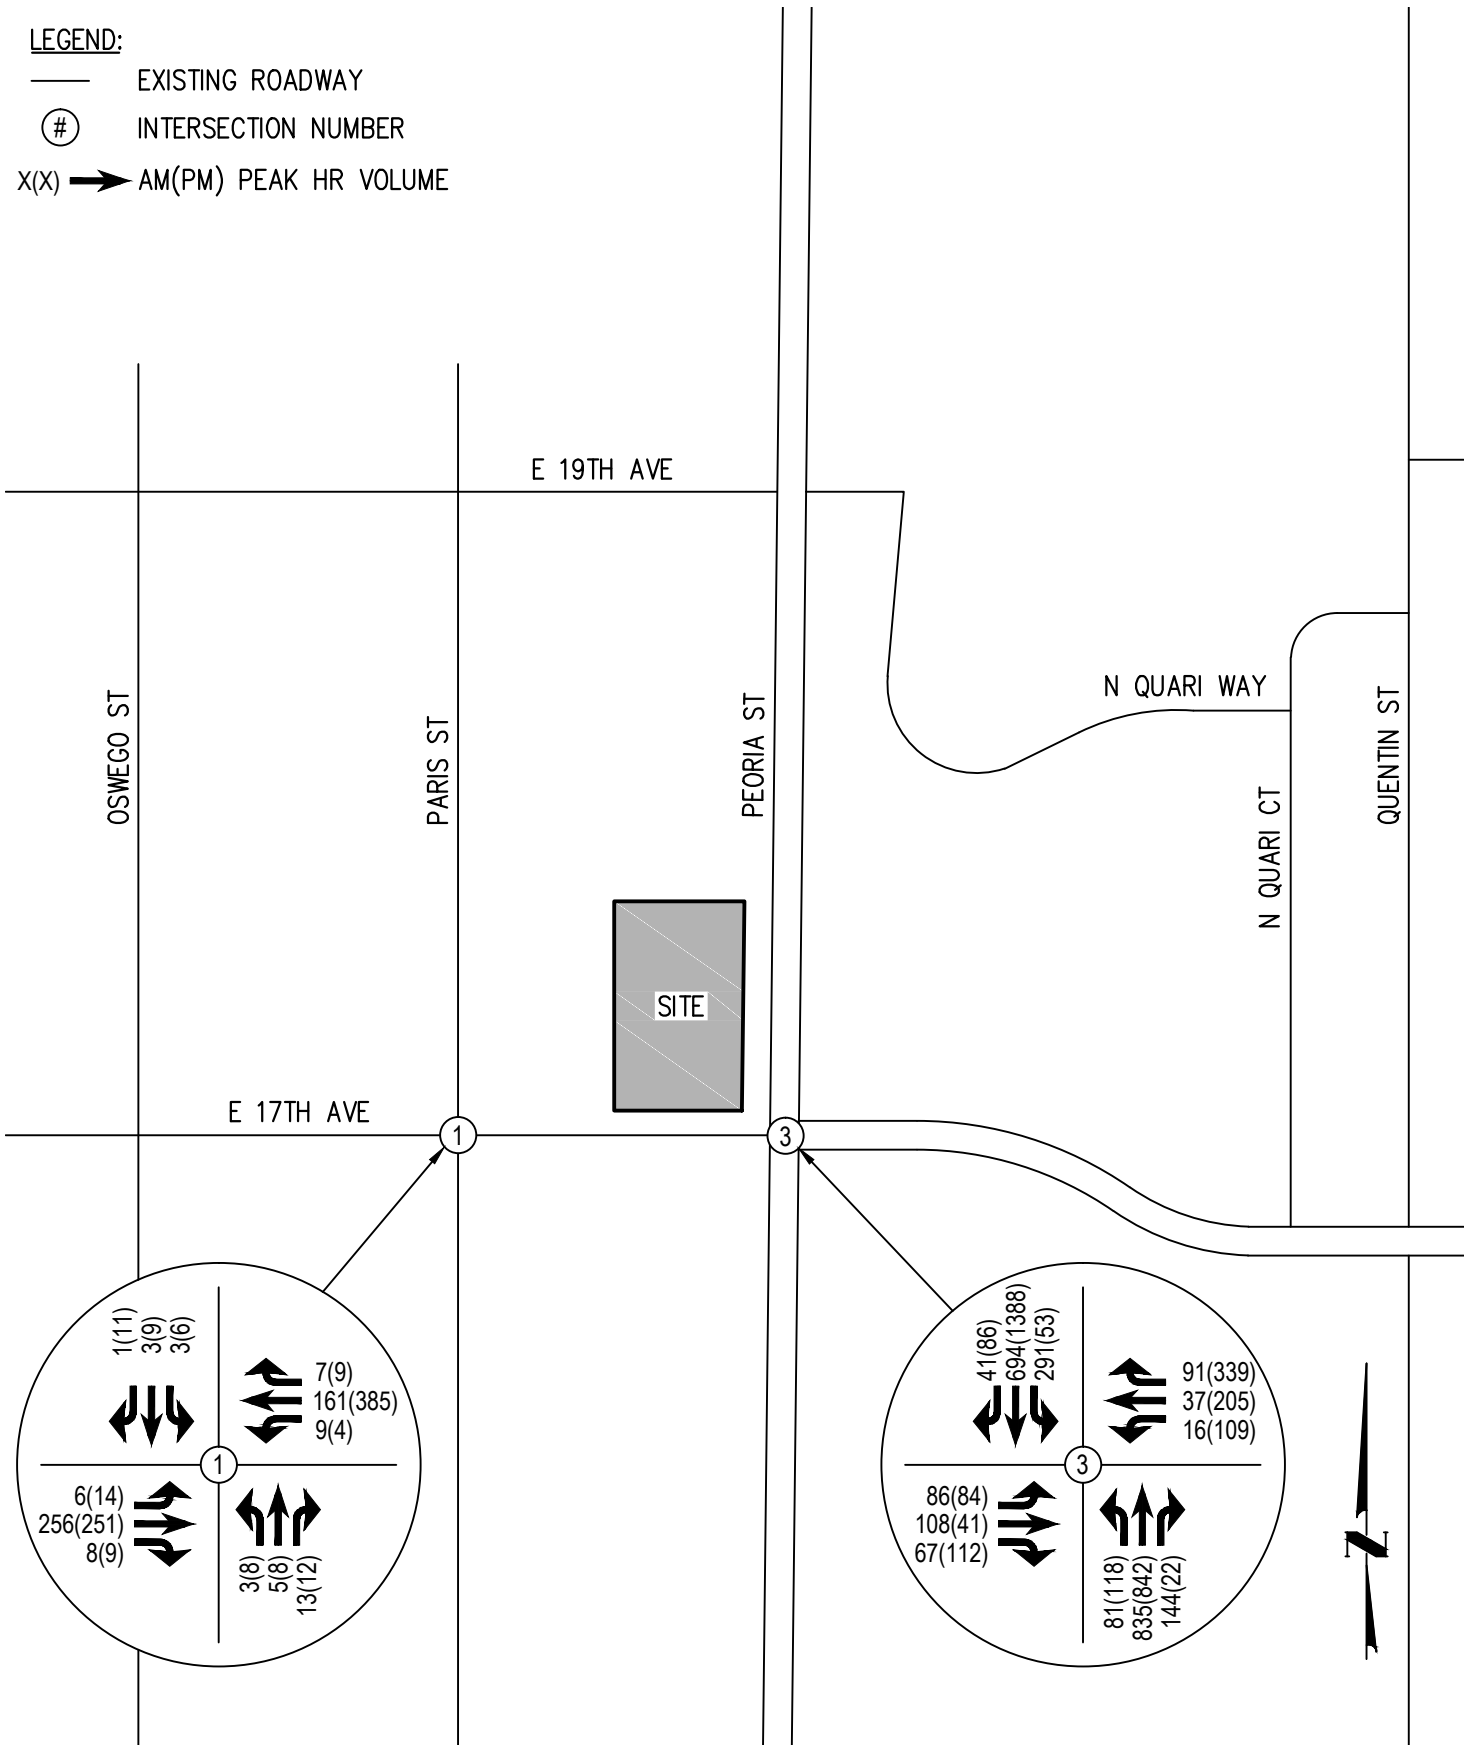 LEGEND:
EXISTING ROADWAY
#
INTERSECTION NUMBER
X(X)
AM(PM) PEAK HR VOLUME
E 19TH AVE
OSWEGO ST
PARIS ST
PEORIA ST
N QUARI WAY
N QUARI CT
QUENTIN ST
SITE
E 17TH AVE
1
3
1(11)
3(9)
3(6)
7(9)
161(385)
9(4)
1
6(14)
256(251)
8(9)
3(8)
5(8)
13(12)
41(86)
694(1388)
291(53)
91(339)
37(205)
16(109)
3
86(84)
108(41)
67(112)
81(118)
835(842)
144(22)
N